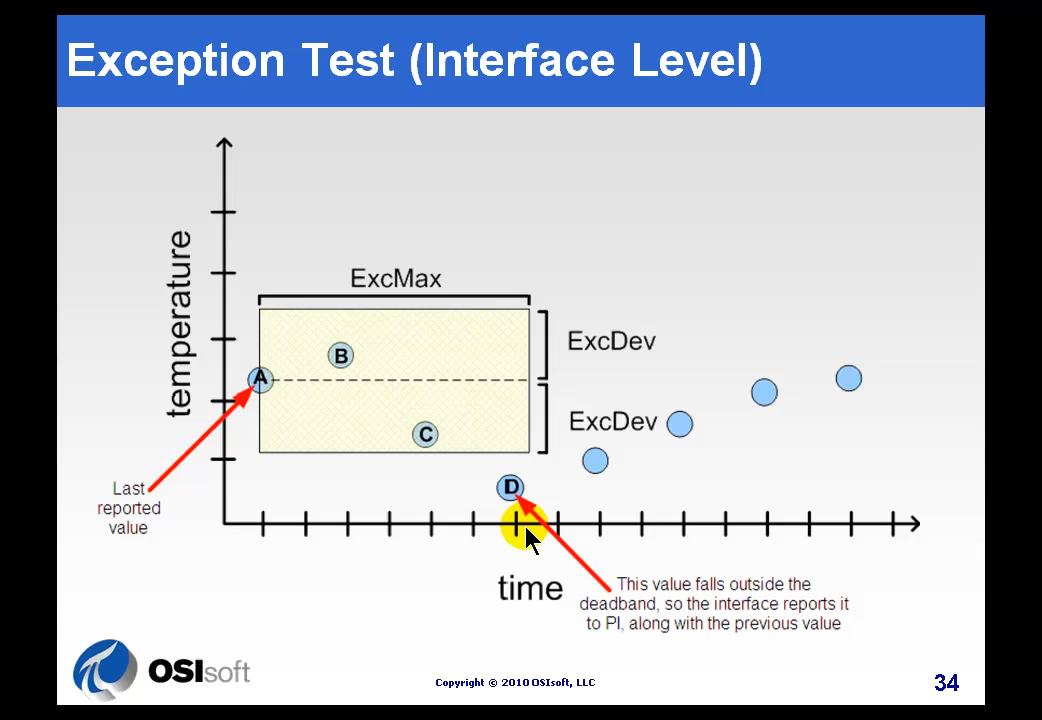 Exception Test (Interface Level)
temperature
ExcMax
ExcDev
B
A
ExcDev
C
D
Last
reported
value
time
This value falls outside the
deadband, so the interface reports it
to PI, along with the previous value
OSIsoft
Copyright © 2010 OSIsoft, LLC
34